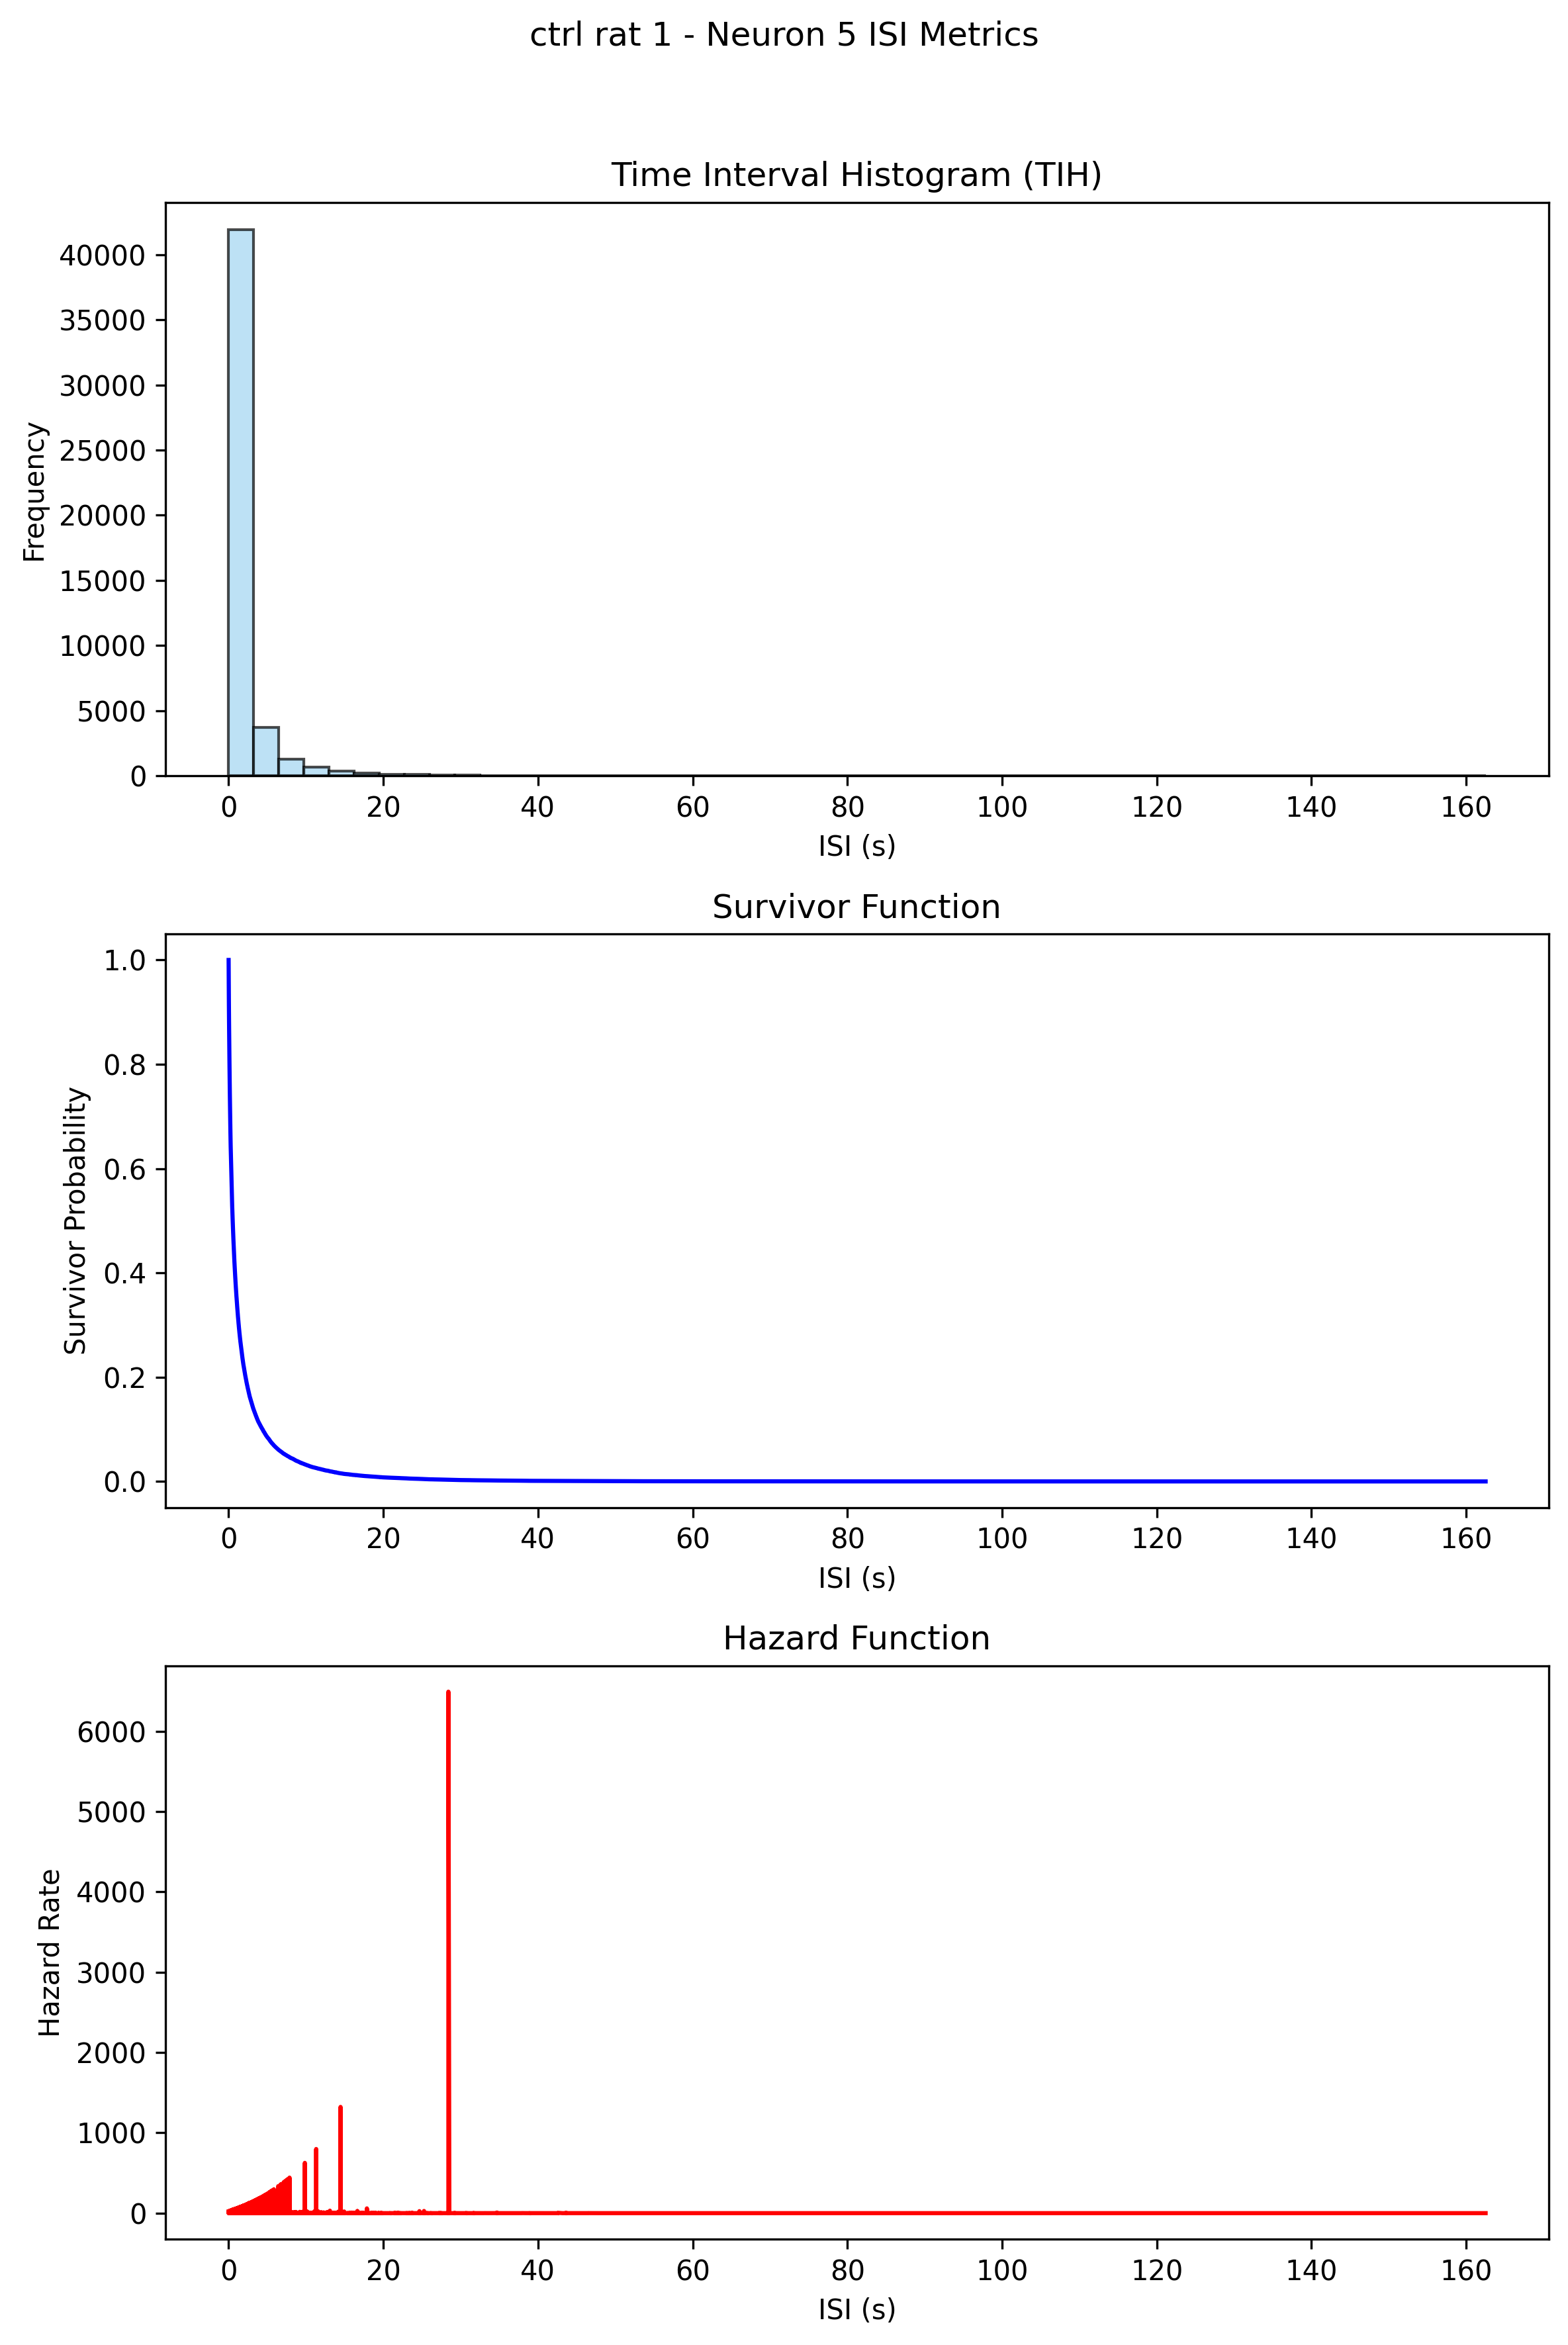 ctrl rat 1 - Neuron 5 ISI Metrics
Time Interval Histogram (TIH)
40000
35000
30000
25000
20000
15000
10000
5000
0
Frequency
0 20 40 60 80 100 120 140 160
ISI (s)
Survivor Function
1.0
0.8
0.6
0.4
0.2
0.0
Survivor Probability
0 20 40 60 80 100 120 140 160
ISI (s)
Hazard Function
6000
5000
4000
3000
2000
1000
0
Hazard Rate
0 20 40 60 80 100 120 140 160
ISI (s)